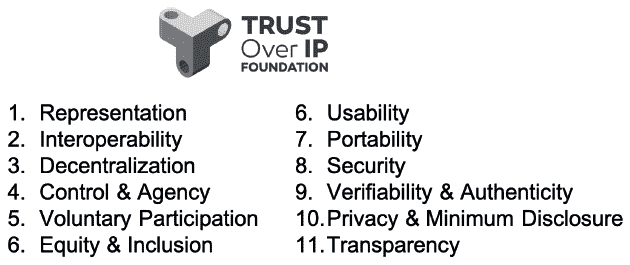 TRUST
Over IP
FOUNDATION
1. Representation
2. Interoperability
3. Decentralization
4. Control & Agency
5. Voluntary Participation
6. Equity & Inclusion
6. Usability
7. Portability
8. Security
9. Verifiability & Authenticity
10. Privacy & Minimum Disclosure
11. Transparency